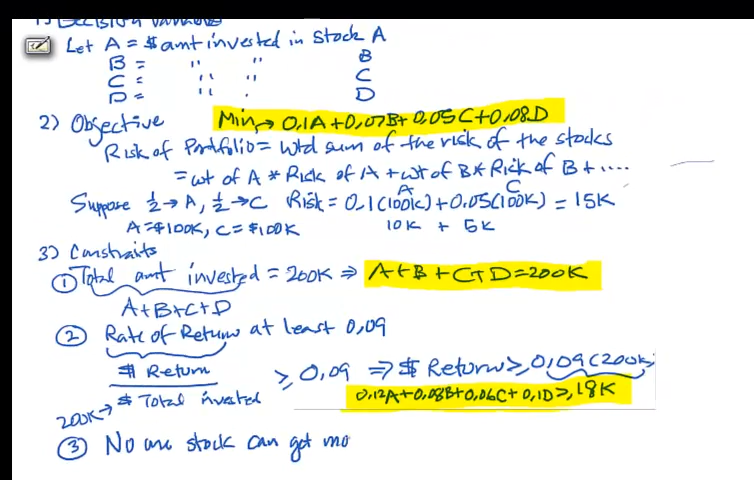 1) Decision Variables
Let A = $ amt invested in Stock A
B = " " B
C = " " C
D = " " D
2) Objective Min → 0.1A+0.07B+0.05C+0.08D
Risk of Portfolio = Wtd sum of the risk of the stocks
= wt of A * Risk of A + wt of B * Risk of B + ....
Suppose ½ → A, ½ → C Risk = 0.1(100K) + 0.05(100K) = 15K
A C
A = $100K, C = $100K 10K + 5K
3) Constraints
① Total amt invested = 200K ⇒ A+B+C+D=200K
A+B+C+D
② Rate of Return at least 0.09
$ Return ≥ 0.09 ⇒ $ Return ≥ 0.09(200K)
200K → $ Total invested 0.12A+0.08B+0.06C+0.1D ≥ 18K
③ No one stock can get mo